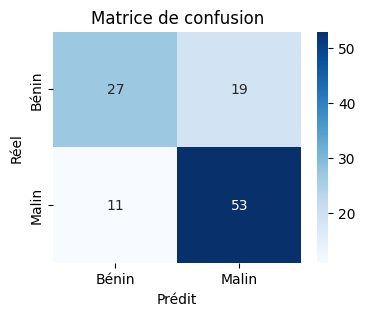 Matrice de confusion
Réel
Bénin
27
19
Malin
11
53
Bénin
Malin
Prédit
50
40
30
20